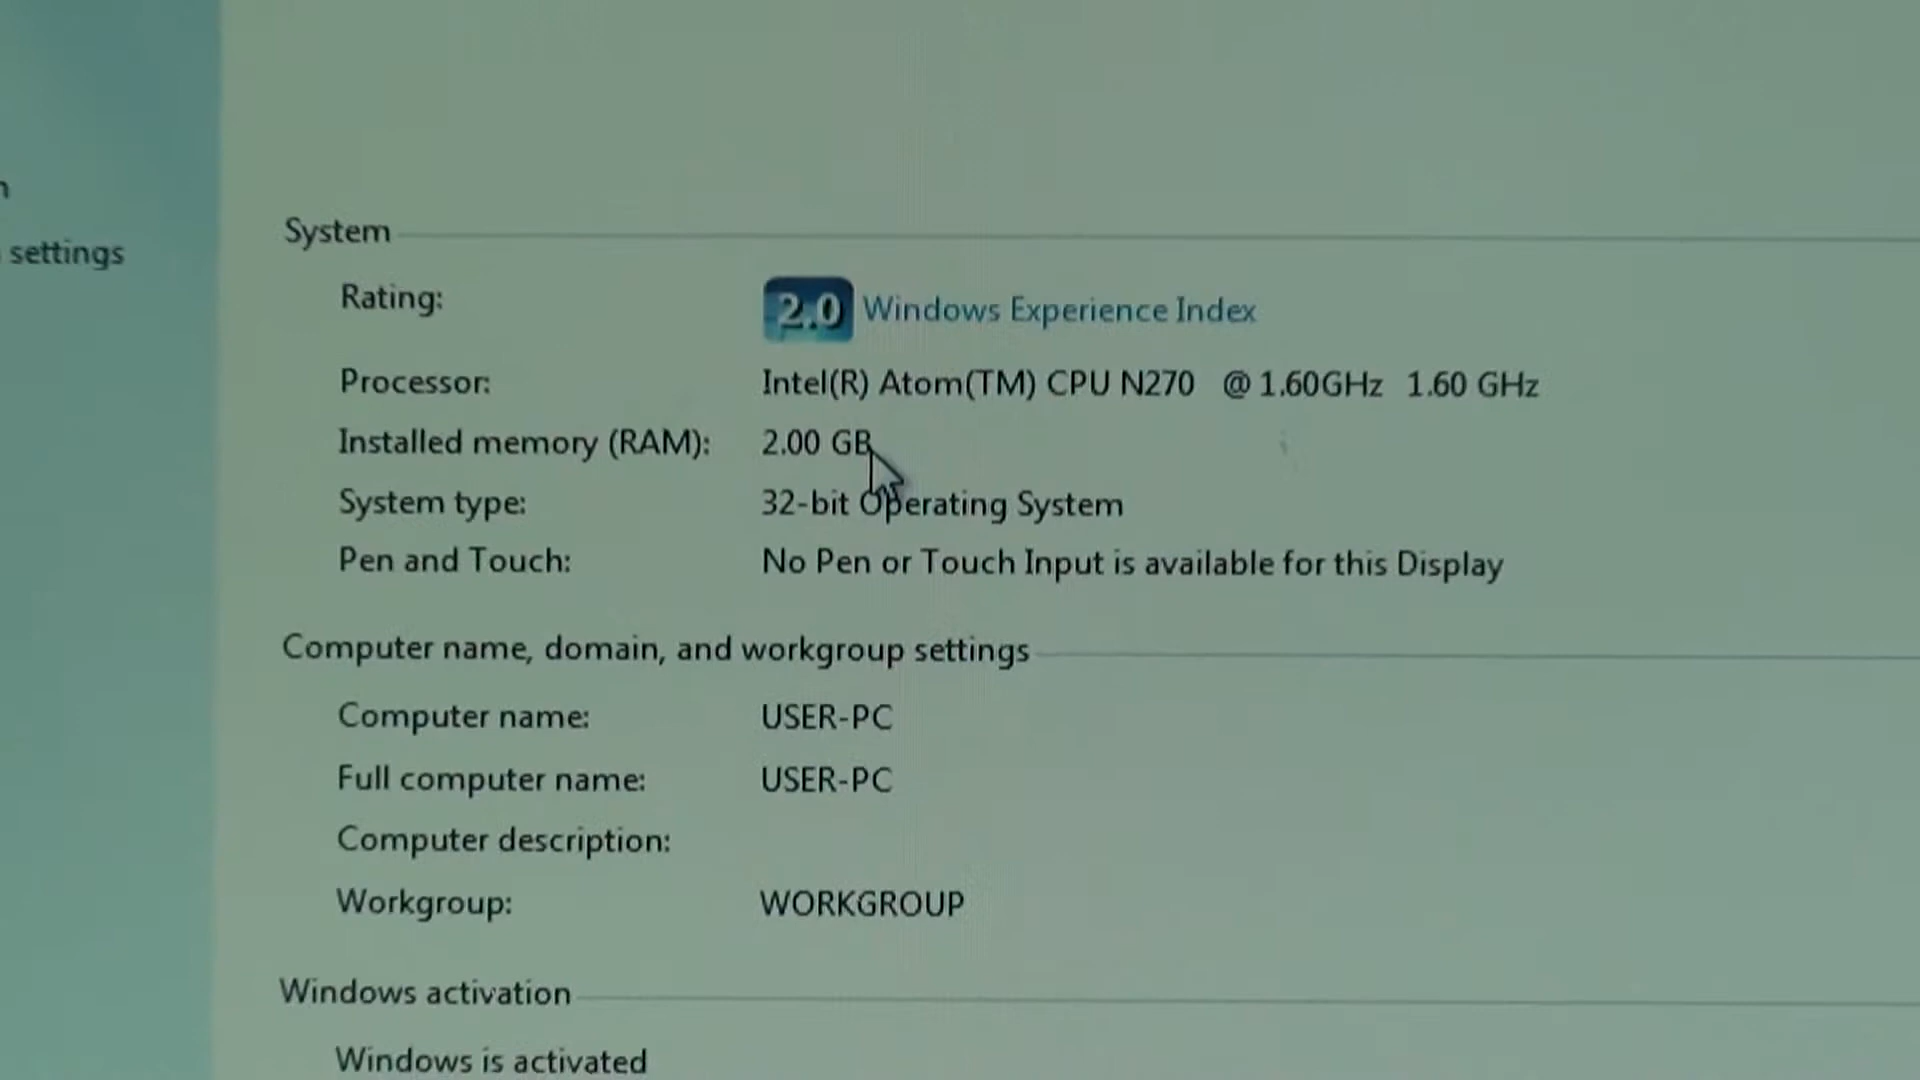 settings
System
Rating: 2.0 Windows Experience Index
Processor: Intel(R) Atom(TM) CPU N270 @ 1.60GHz 1.60 GHz
Installed memory (RAM): 2.00 GB
System type: 32-bit Operating System
Pen and Touch: No Pen or Touch Input is available for this Display
Computer name, domain, and workgroup settings
Computer name: USER-PC
Full computer name: USER-PC
Computer description:
Workgroup: WORKGROUP
Windows activation
Windows is activated